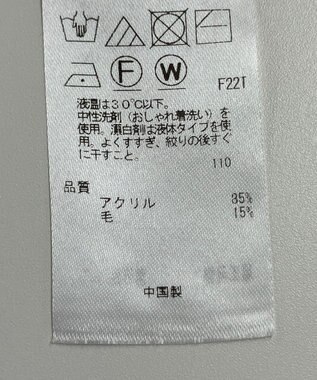 F W F22T
液温は30℃以下。
中性洗剤（おしゃれ着洗い）を
使用。漂白剤は液体タイプを使
用。よくすすぎ、絞りの後すぐ
に干すこと。
110
品質
アクリル 85%
毛 15%
中国製